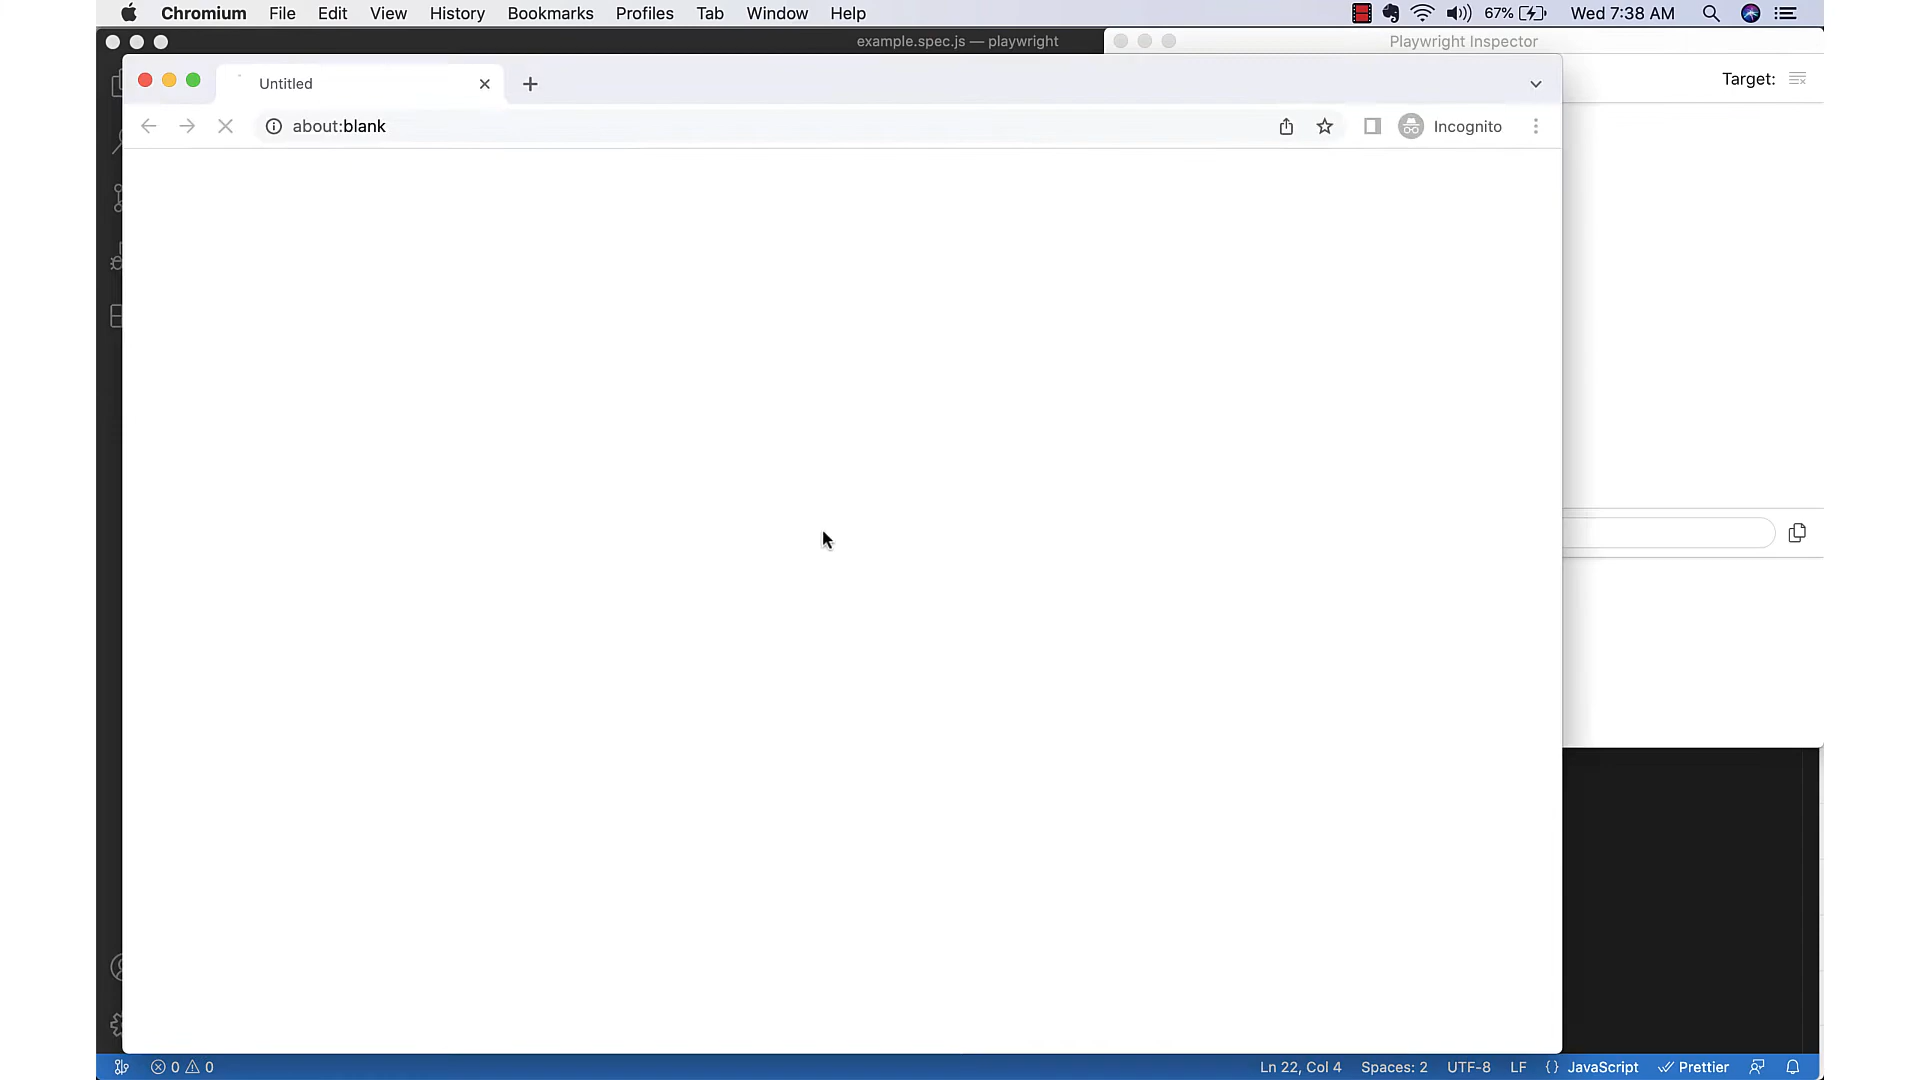 Chromium File Edit View History Bookmarks Profiles Tab Window Help 67% Wed 7:38 AM
example.spec.js — playwright Playwright Inspector
Untitled
Target:
about:blank Incognito
0 0 Ln 22, Col 4 Spaces: 2 UTF-8 LF {} JavaScript Prettier